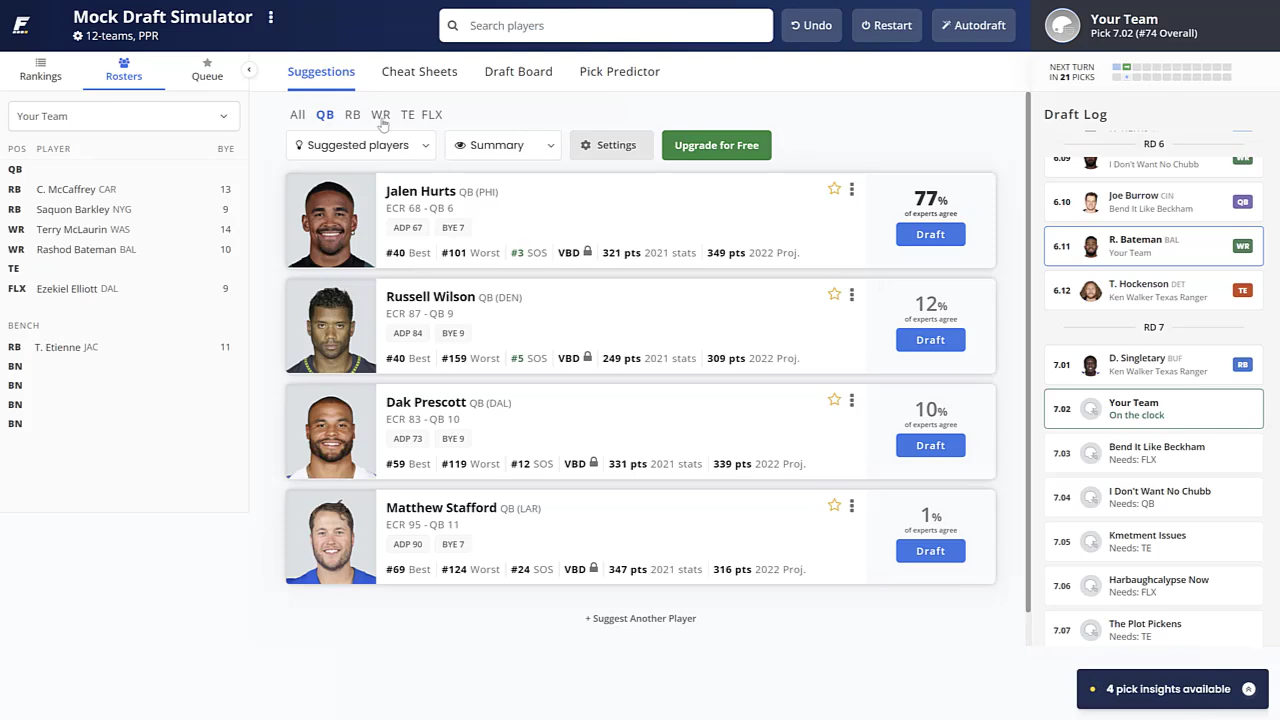 Mock Draft Simulator
12-teams, PPR
Search players
Undo
Restart
Autodraft
Your Team
Pick 7.02 (#74 Overall)
Rankings
Rosters
Queue
Suggestions
Cheat Sheets
Draft Board
Pick Predictor
NEXT TURN
IN 21 PICKS
Your Team
POS PLAYER BYE
QB
RB C. McCaffrey CAR 13
RB Saquon Barkley NYG 9
WR Terry McLaurin WAS 14
WR Rashod Bateman BAL 10
TE
FLX Ezekiel Elliott DAL 9
BENCH
RB T. Etienne JAC 11
BN
BN
BN
BN
All QB RB WR TE FLX
Suggested players
Summary
Settings
Upgrade for Free
Jalen Hurts QB (PHI)
ECR 68 - QB 6
ADP 67 BYE 7
#40 Best #101 Worst #3 SOS VBD 321 pts 2021 stats 349 pts 2022 Proj.
77%
of experts agree
Draft
Russell Wilson QB (DEN)
ECR 87 - QB 9
ADP 84 BYE 9
#40 Best #159 Worst #5 SOS VBD 249 pts 2021 stats 309 pts 2022 Proj.
12%
of experts agree
Draft
Dak Prescott QB (DAL)
ECR 83 - QB 10
ADP 73 BYE 9
#59 Best #119 Worst #12 SOS VBD 331 pts 2021 stats 339 pts 2022 Proj.
10%
of experts agree
Draft
Matthew Stafford QB (LAR)
ECR 95 - QB 11
ADP 90 BYE 7
#69 Best #124 Worst #24 SOS VBD 347 pts 2021 stats 316 pts 2022 Proj.
1%
of experts agree
Draft
+ Suggest Another Player
Draft Log
RD 6
6.09 I Don't Want No Chubb WR
6.10 Joe Burrow CIN QB
Bend It Like Beckham
6.11 R. Bateman BAL WR
Your Team
6.12 T. Hockenson DET TE
Ken Walker Texas Ranger
RD 7
7.01 D. Singletary BUF RB
Ken Walker Texas Ranger
7.02 Your Team
On the clock
7.03 Bend It Like Beckham
Needs: FLX
7.04 I Don't Want No Chubb
Needs: QB
7.05 Kmetment Issues
Needs: TE
7.06 Harbaughcalypse Now
Needs: FLX
7.07 The Plot Pickens
Needs: TE
4 pick insights available